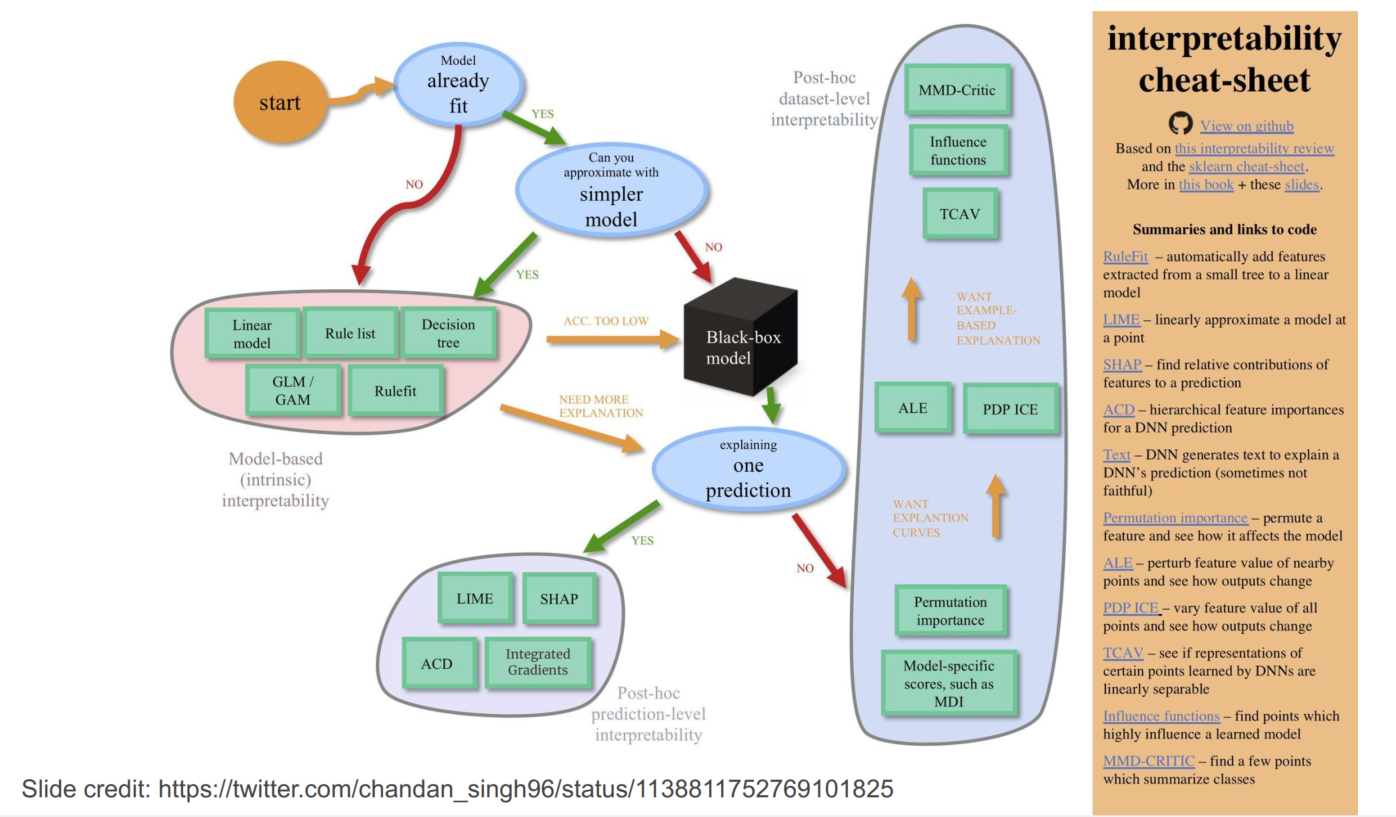 start
Model
already
fit
YES
NO
Can you
approximate with
simpler
model
YES
NO
Linear
model
Rule list
Decision
tree
GLM /
GAM
Rulefit
Model-based
(intrinsic)
interpretability
ACC. TOO LOW
NEED MORE
EXPLANATION
Black-box
model
explaining
one
prediction
YES
NO
LIME
SHAP
ACD
Integrated
Gradients
Post-hoc
prediction-level
interpretability
Post-hoc
dataset-level
interpretability
MMD-Critic
Influence
functions
TCAV
WANT
EXAMPLE-
BASED
EXPLANATION
ALE
PDP ICE
WANT
EXPLANTION
CURVES
Permutation
importance
Model-specific
scores, such as
MDI
interpretability
cheat-sheet
View on github
Based on this interpretability review
and the sklearn cheat-sheet.
More in this book + these slides.
Summaries and links to code
RuleFit – automatically add features
extracted from a small tree to a linear
model
LIME – linearly approximate a model at
a point
SHAP – find relative contributions of
features to a prediction
ACD – hierarchical feature importances
for a DNN prediction
Text – DNN generates text to explain a
DNN's prediction (sometimes not
faithful)
Permutation importance – permute a
feature and see how it affects the model
ALE – perturb feature value of nearby
points and see how outputs change
PDP ICE – vary feature value of all
points and see how outputs change
TCAV – see if representations of
certain points learned by DNNs are
linearly separable
Influence functions – find points which
highly influence a learned model
MMD-CRITIC – find a few points
which summarize classes
Slide credit: https://twitter.com/chandan_singh96/status/1138811752769101825